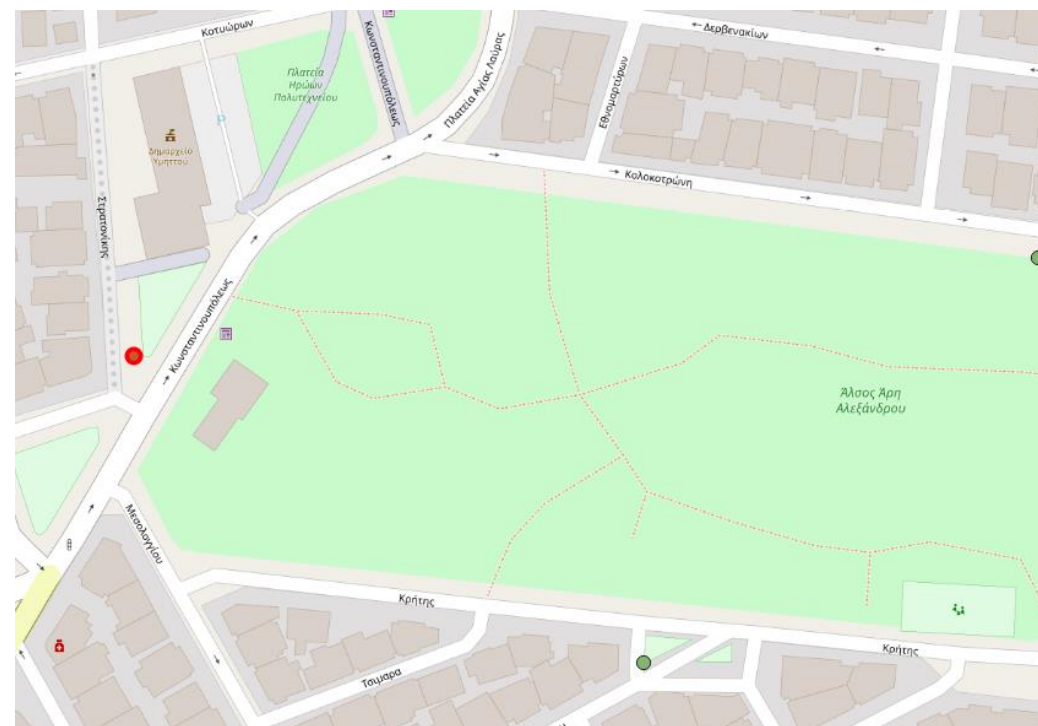 Κοτυώρων
Κωνσταντινουπόλεως
Πλατεία Αγίας Λαύρας
← Δερβενακίων
Πλατεία
Ηρώων
Πολυτεχνείου
Εθνομαρτύρων
P
Δημαρχείο
Υμηττού
Κολοκοτρώνη
Στρατονίκης
Κωνσταντινουπόλεως
Άλσος Άρη
Αλεξάνδρου
Μεσολογγίου
Κρήτης
Κρήτης
Τσιμαρα